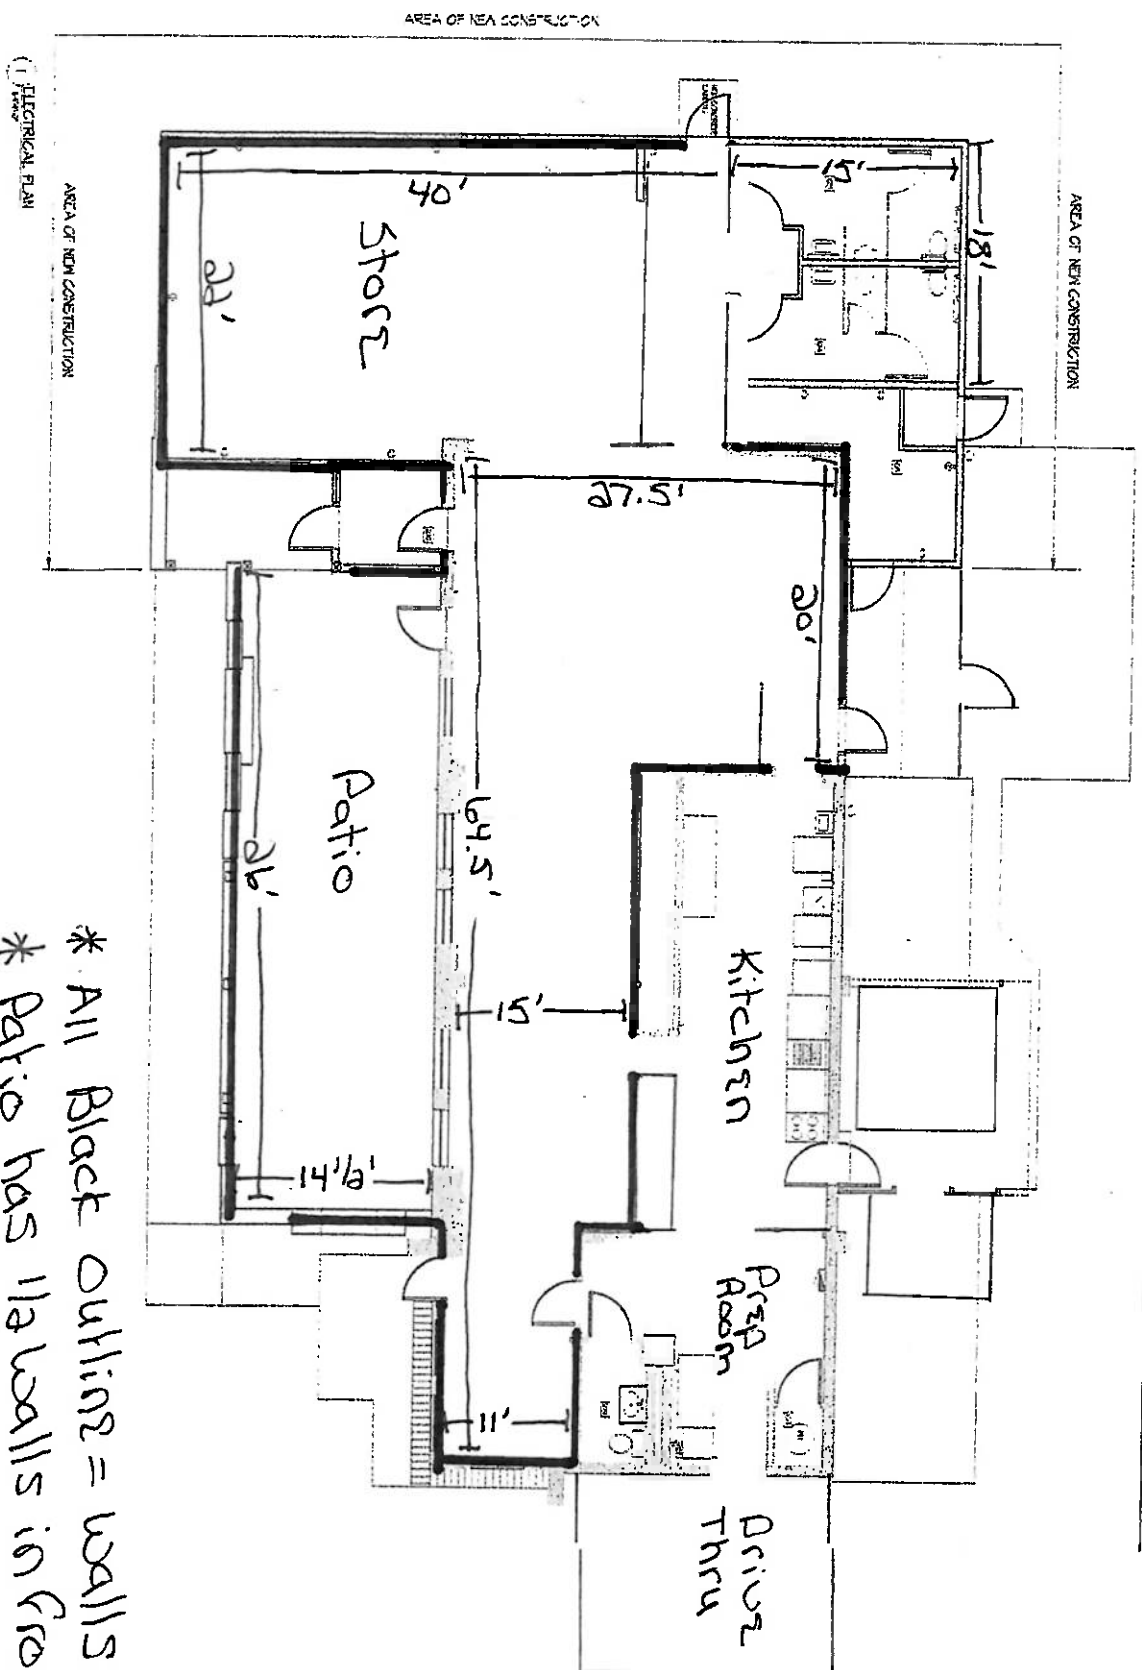 AREA OF NEW CONSTRUCTION
ELECTRICAL PLAN
AREA OF NEW CONSTRUCTION
AREA OF NEW CONSTRUCTION
40'
15'
18'
Store
27.5'
20'
Patio
64.5'
26'
15'
Kitchen
14'1/2'
Prep
Room
11'
Drive
Thru
* All Black outline = walls
* Patio has 1/2 walls in